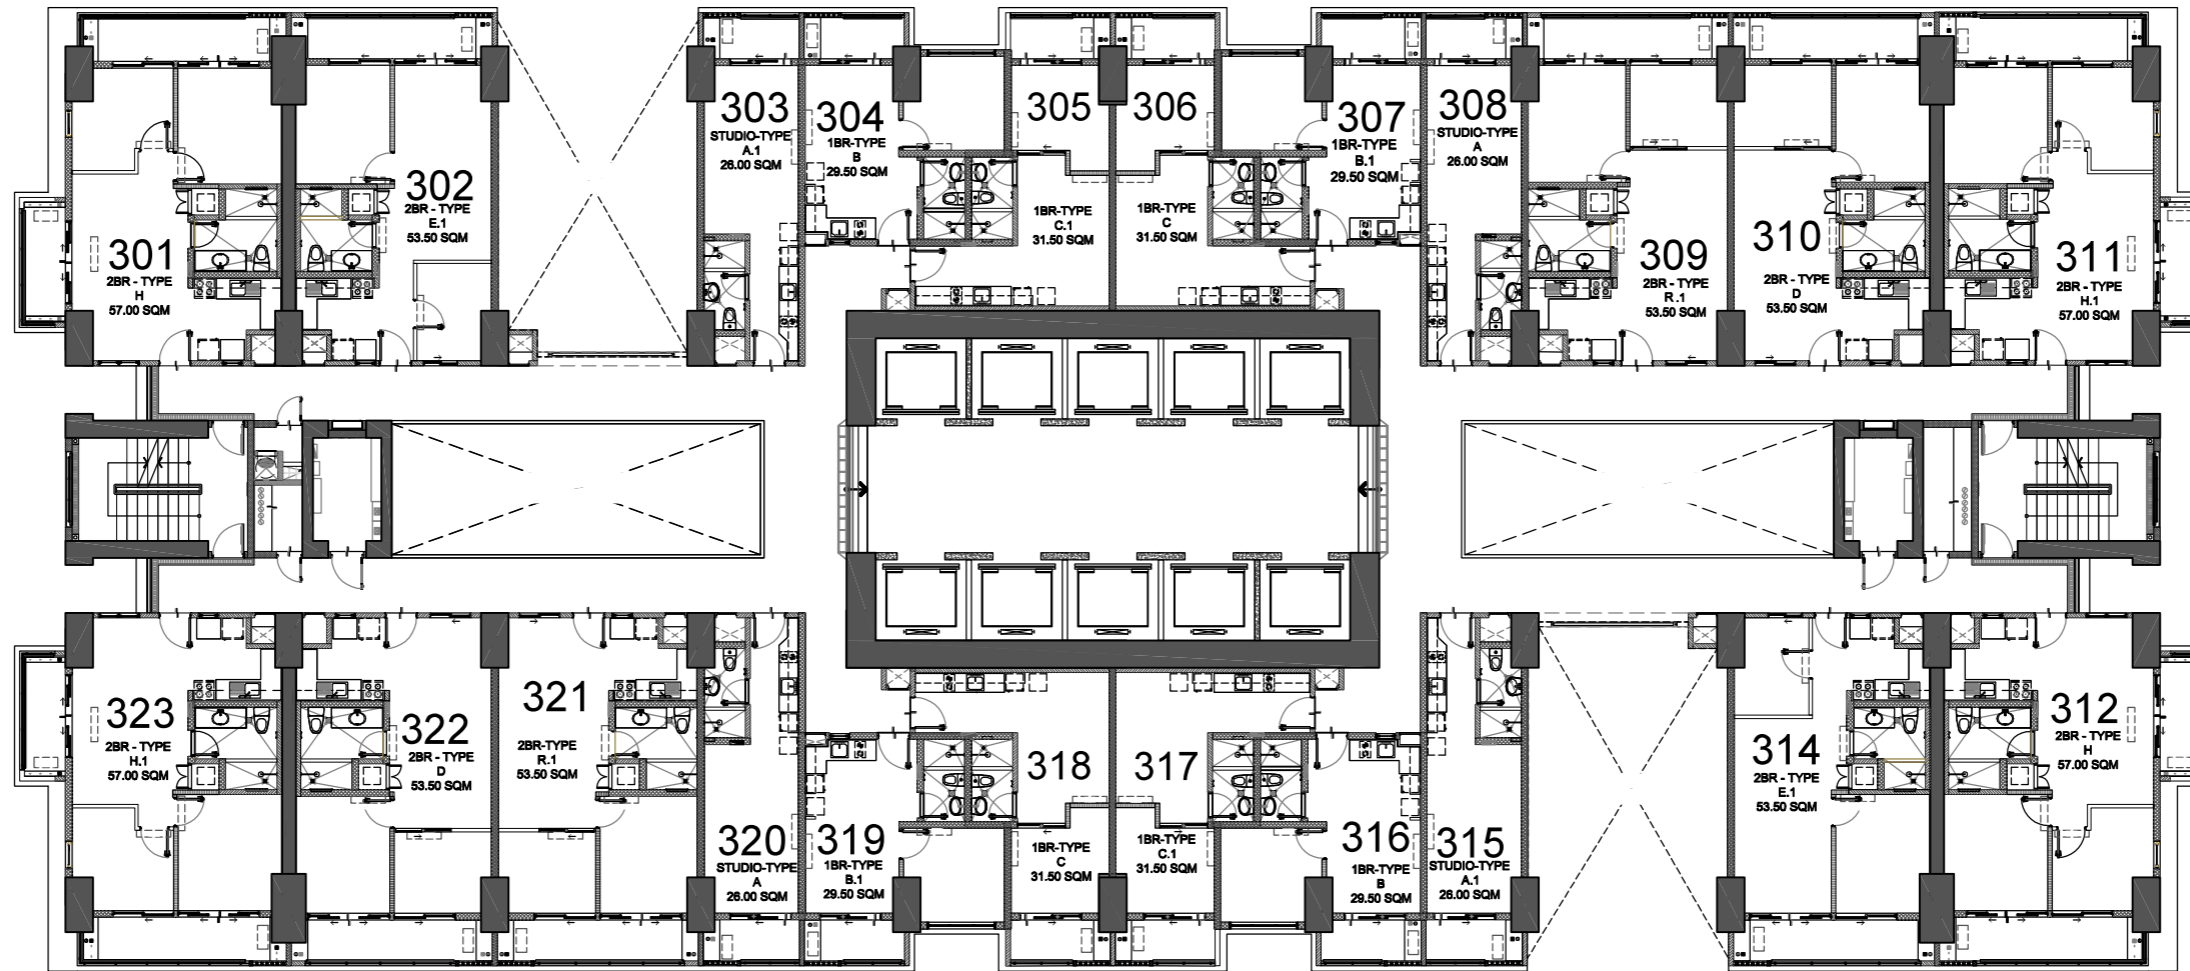 301
2BR - TYPE
H
57.00 SQM
302
2BR - TYPE
E.1
53.50 SQM
303
STUDIO-TYPE
A.1
26.00 SQM
304
1BR-TYPE
B
29.50 SQM
305
1BR-TYPE
C.1
31.50 SQM
306
1BR-TYPE
C
31.50 SQM
307
1BR-TYPE
B.1
29.50 SQM
308
STUDIO-TYPE
A
26.00 SQM
309
2BR - TYPE
R.1
53.50 SQM
310
2BR - TYPE
D
53.50 SQM
311
2BR - TYPE
H.1
57.00 SQM
323
2BR - TYPE
H.1
57.00 SQM
322
2BR - TYPE
D
53.50 SQM
321
2BR-TYPE
R.1
53.50 SQM
320
STUDIO-TYPE
A
26.00 SQM
319
1BR-TYPE
B.1
29.50 SQM
318
1BR-TYPE
C
31.50 SQM
317
1BR-TYPE
C.1
31.50 SQM
316
1BR-TYPE
B
29.50 SQM
315
STUDIO-TYPE
A.1
26.00 SQM
314
2BR - TYPE
E.1
53.50 SQM
312
2BR - TYPE
H
57.00 SQM